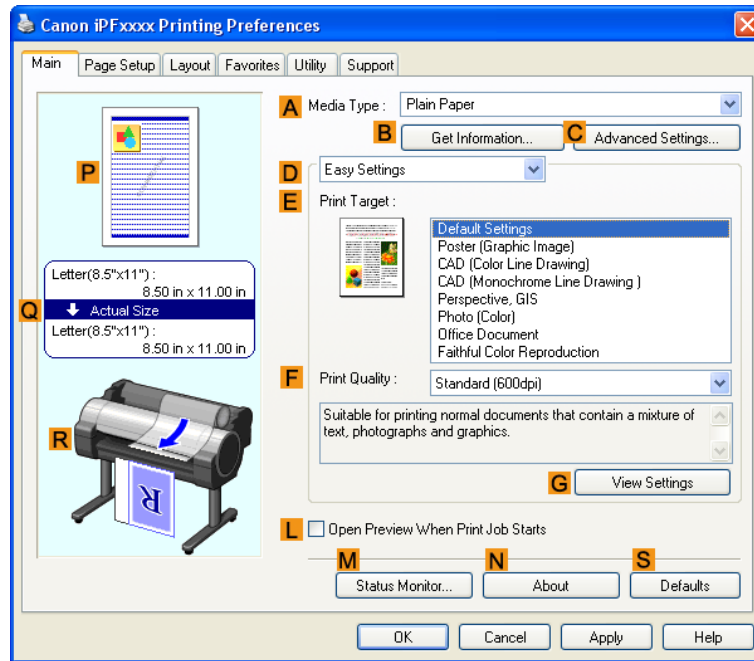 Canon iPFxxxx Printing Preferences
Main Page Setup Layout Favorites Utility Support
A Media Type : Plain Paper
B Get Information... C Advanced Settings...
D Easy Settings
E Print Target :
Default Settings
Poster (Graphic Image)
CAD (Color Line Drawing)
CAD (Monochrome Line Drawing )
Perspective, GIS
Photo (Color)
Office Document
Faithful Color Reproduction
F Print Quality : Standard (600dpi)
Suitable for printing normal documents that contain a mixture of
text, photographs and graphics.
G View Settings
P
Letter(8.5"x11") :
8.50 in x 11.00 in
Q Actual Size
Letter(8.5"x11") :
8.50 in x 11.00 in
R
R
L Open Preview When Print Job Starts
M N S
Status Monitor... About Defaults
OK Cancel Apply Help